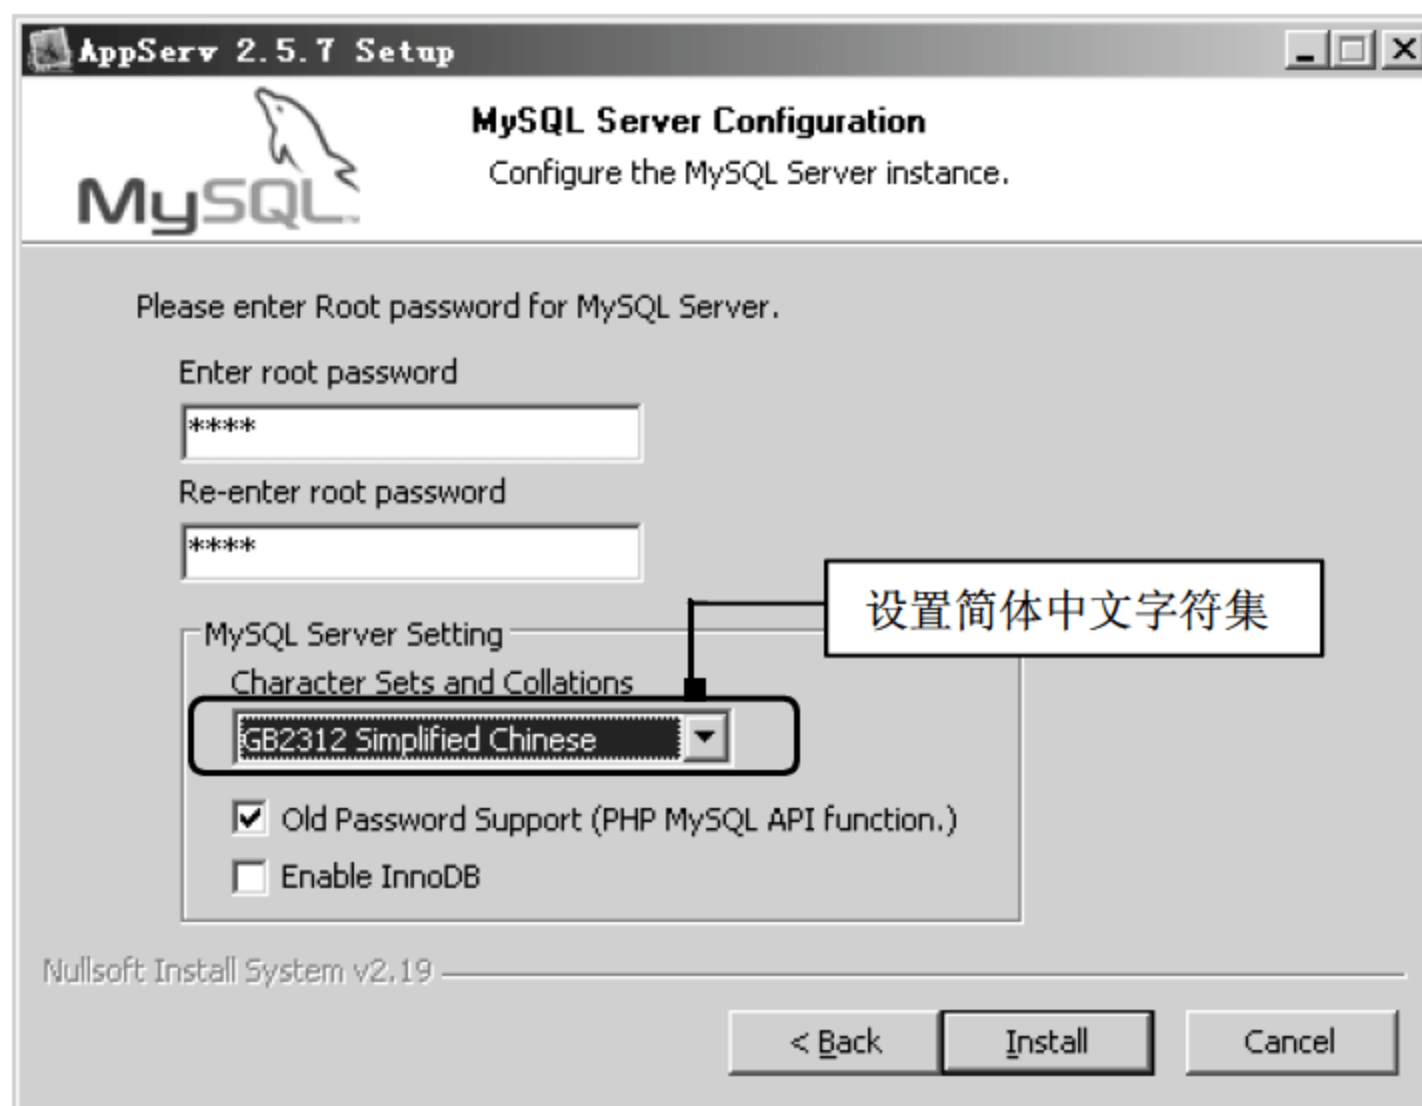 AppServ 2.5.7 Setup
MySQL
MySQL Server Configuration
Configure the MySQL Server instance.
Please enter Root password for MySQL Server.
Enter root password
****
Re-enter root password
****
设置简体中文字符集
MySQL Server Setting
Character Sets and Collations
GB2312 Simplified Chinese
Old Password Support (PHP MySQL API function.)
Enable InnoDB
Nullsoft Install System v2.19
< Back
Install
Cancel